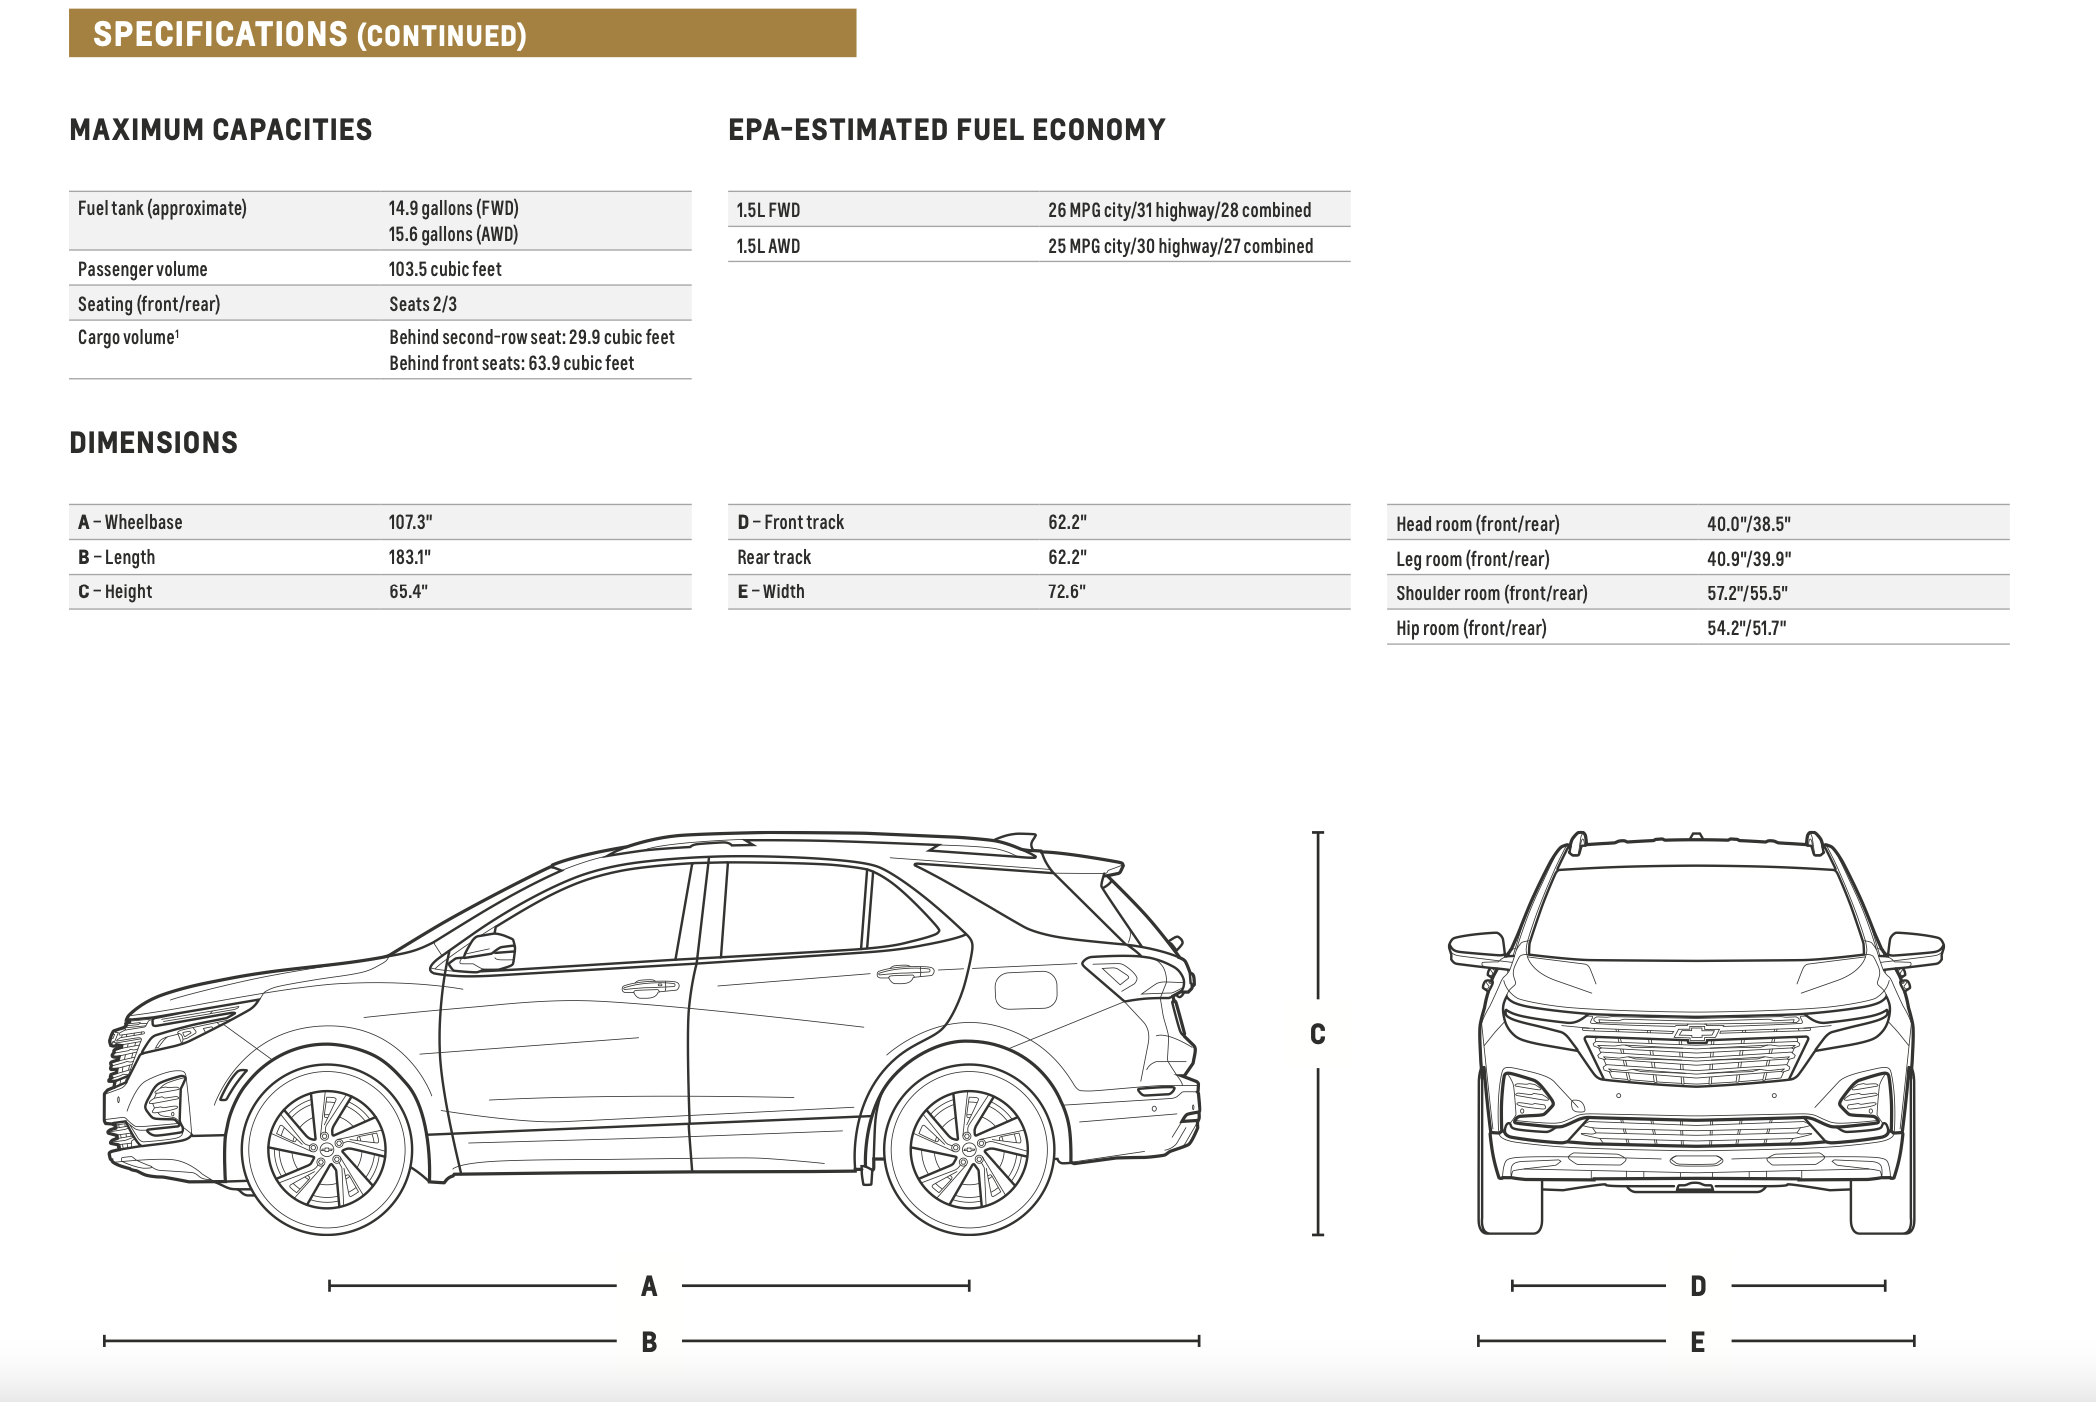 SPECIFICATIONS (CONTINUED)
MAXIMUM CAPACITIES
Fuel tank (approximate) 14.9 gallons (FWD)
15.6 gallons (AWD)
Passenger volume 103.5 cubic feet
Seating (front/rear) Seats 2/3
Cargo volume¹ Behind second-row seat: 29.9 cubic feet
Behind front seats: 63.9 cubic feet
EPA-ESTIMATED FUEL ECONOMY
1.5L FWD 26 MPG city/31 highway/28 combined
1.5L AWD 25 MPG city/30 highway/27 combined
DIMENSIONS
A – Wheelbase 107.3"
B – Length 183.1"
C – Height 65.4"
D – Front track 62.2"
Rear track 62.2"
E – Width 72.6"
Head room (front/rear) 40.0"/38.5"
Leg room (front/rear) 40.9"/39.9"
Shoulder room (front/rear) 57.2"/55.5"
Hip room (front/rear) 54.2"/51.7"
C
A
B
D
E